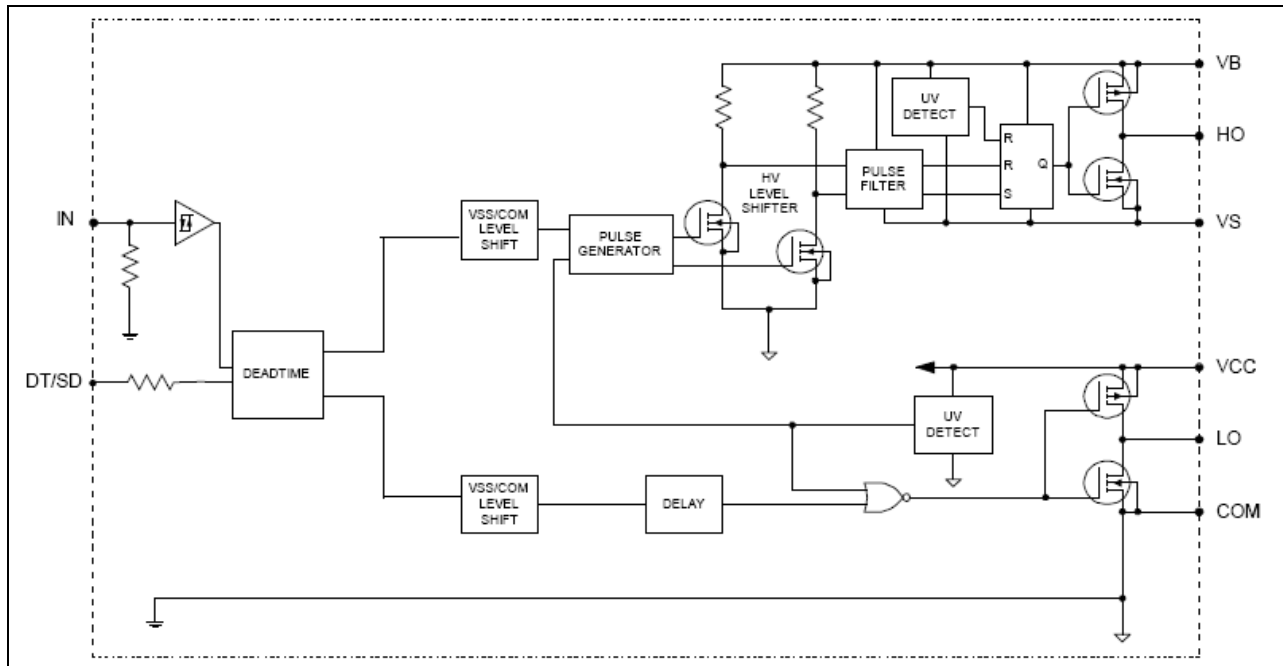 VB
UV
DETECT
R
R
S
Q
HO
HV
LEVEL
SHIFTER
PULSE
FILTER
IN
VSS/COM
LEVEL
SHIFT
PULSE
GENERATOR
VS
DEADTIME
DT/SD
VCC
UV
DETECT
LO
VSS/COM
LEVEL
SHIFT
DELAY
COM